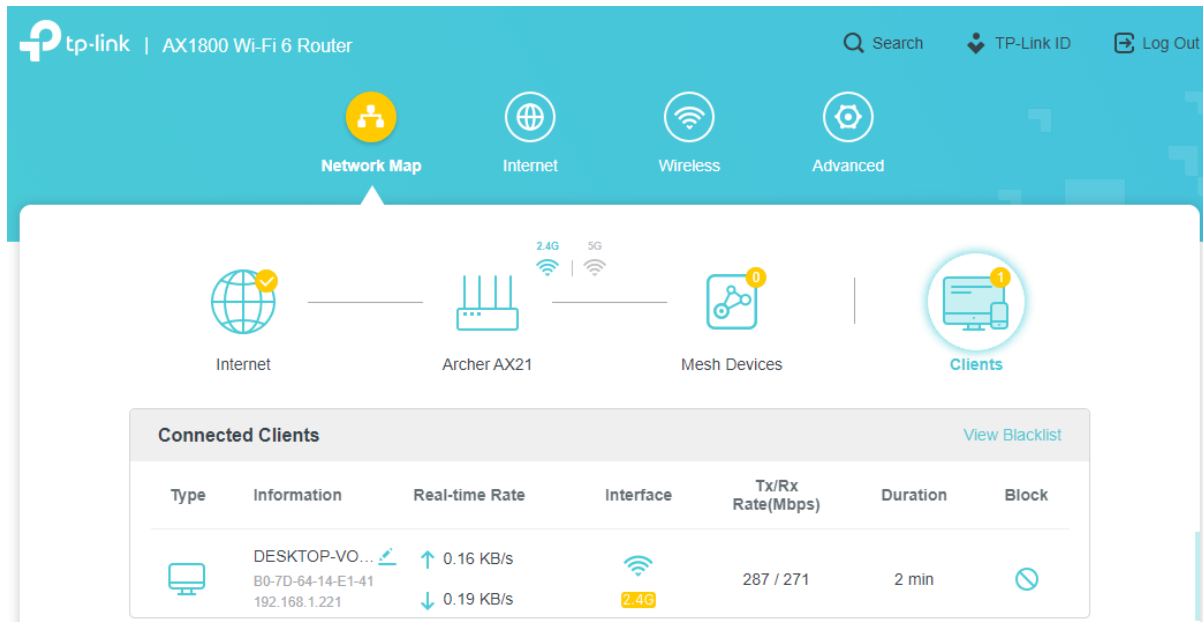 tp-link | AX1800 Wi-Fi 6 Router
Search
TP-Link ID
Log Out
Network Map
Internet
Wireless
Advanced
2.4G
5G
0
1
Internet
Archer AX21
Mesh Devices
Clients
Connected Clients
View Blacklist
Type
Information
Real-time Rate
Interface
Tx/Rx
Rate(Mbps)
Duration
Block
DESKTOP-VO...
B0-7D-64-14-E1-41
192.168.1.221
0.16 KB/s
0.19 KB/s
2.4G
287 / 271
2 min